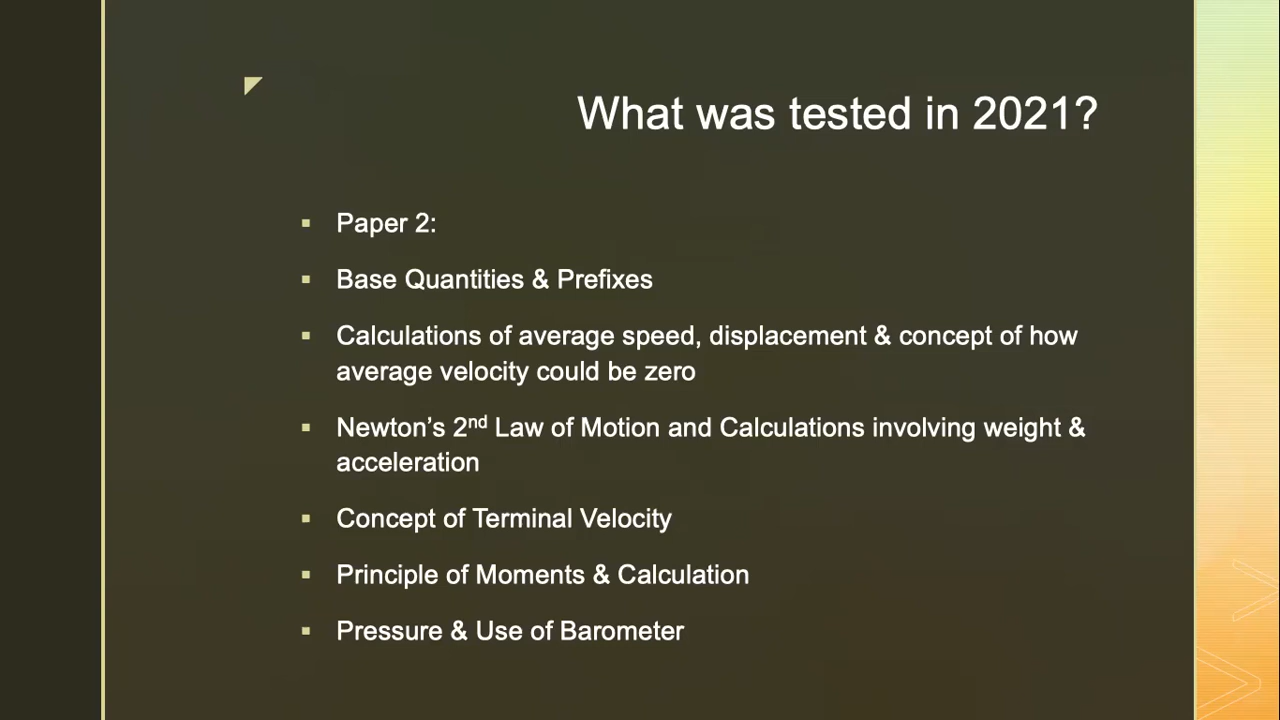 What was tested in 2021?
▪ Paper 2:
▪ Base Quantities & Prefixes
▪ Calculations of average speed, displacement & concept of how
average velocity could be zero
▪ Newton’s 2nd Law of Motion and Calculations involving weight &
acceleration
▪ Concept of Terminal Velocity
▪ Principle of Moments & Calculation
▪ Pressure & Use of Barometer